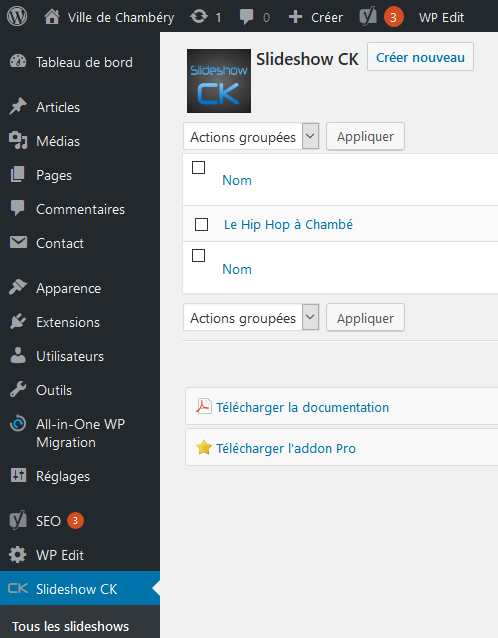 Ville de Chambéry 1 0 Créer 3 WP Edit
Tableau de bord
Articles
Médias
Pages
Commentaires
Contact
Apparence
Extensions
Utilisateurs
Outils
All-in-One WP
Migration
Réglages
SEO 3
WP Edit
CK Slideshow CK
Tous les slideshows
Slideshow
CK
Slideshow CK Créer nouveau
Actions groupées Appliquer
Nom
Le Hip Hop à Chambé
Nom
Actions groupées Appliquer
Télécharger la documentation
Télécharger l'addon Pro